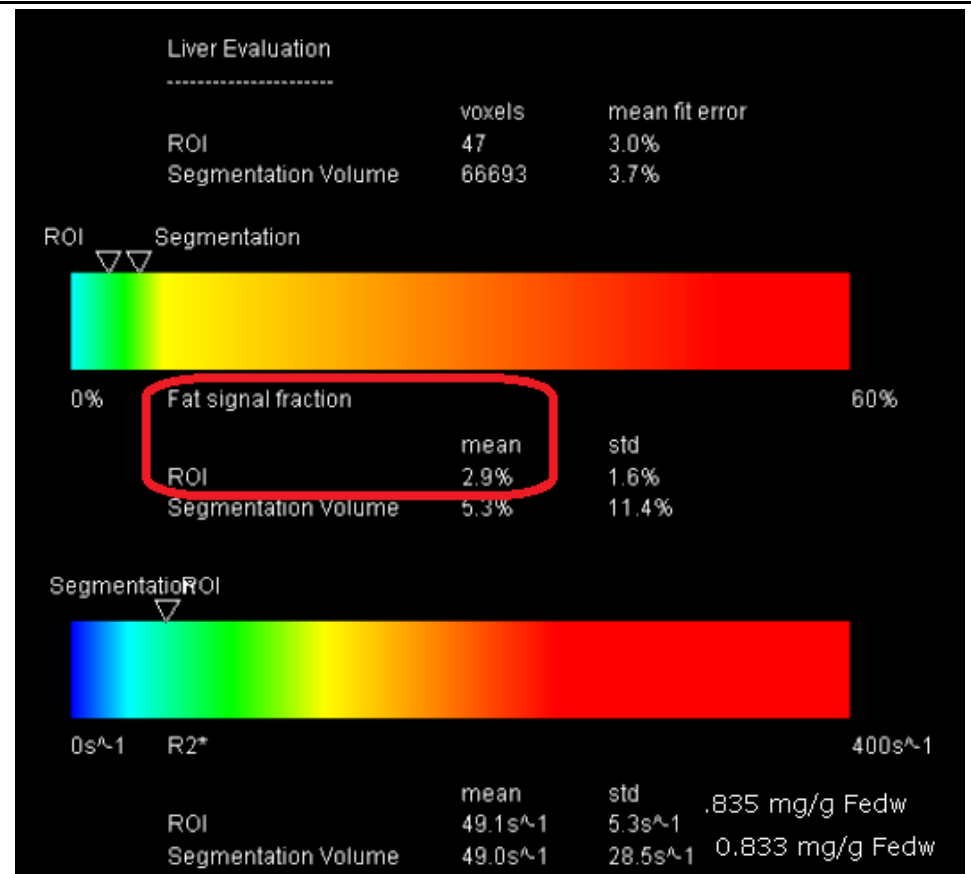 Liver Evaluation
----------------------
voxels mean fit error
ROI 47 3.0%
Segmentation Volume 66693 3.7%
ROI Segmentation
0% Fat signal fraction 60%
mean std
ROI 2.9% 1.6%
Segmentation Volume 5.3% 11.4%
Segmentation ROI
0s^-1 R2* 400s^-1
mean std
.835 mg/g Fedw
ROI 49.1s^-1 5.3s^-1
Segmentation Volume 49.0s^-1 28.5s^-1 0.833 mg/g Fedw